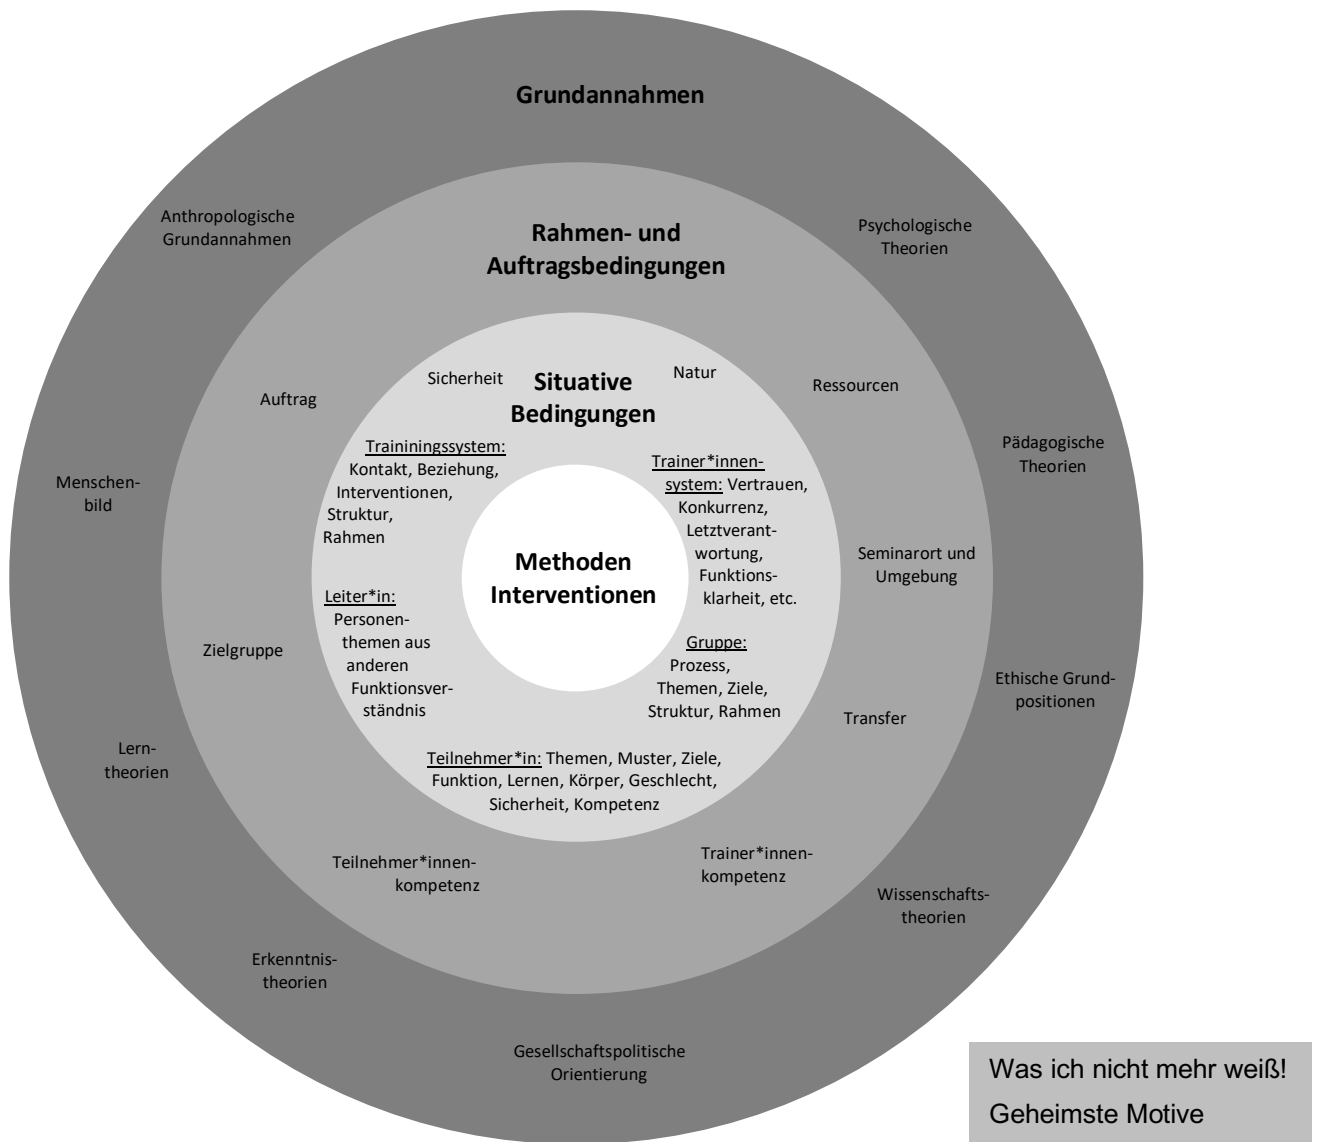 Grundannahmen
Anthropologische
Grundannahmen
Psychologische
Theorien
Menschen-
bild
Pädagogische
Theorien
Lern-
theorien
Ethische Grund-
positionen
Erkenntnis-
theorien
Wissenschafts-
theorien
Gesellschaftspolitische
Orientierung
Rahmen- und
Auftragsbedingungen
Auftrag
Ressourcen
Zielgruppe
Seminarort und
Umgebung
Transfer
Teilnehmer*innen-
kompetenz
Trainer*innen-
kompetenz
Situative
Bedingungen
Sicherheit
Natur
Traininingssystem:
Kontakt, Beziehung,
Interventionen,
Struktur,
Rahmen
Trainer*innen-
system: Vertrauen,
Konkurrenz,
Letztverant-
wortung,
Funktions-
klarheit, etc.
Leiter*in:
Personen-
themen aus
anderen
Funktionsver-
ständnis
Gruppe:
Prozess,
Themen, Ziele,
Struktur, Rahmen
Teilnehmer*in: Themen, Muster, Ziele,
Funktion, Lernen, Körper, Geschlecht,
Sicherheit, Kompetenz
Methoden
Interventionen
Was ich nicht mehr weiß!
Geheimste Motive